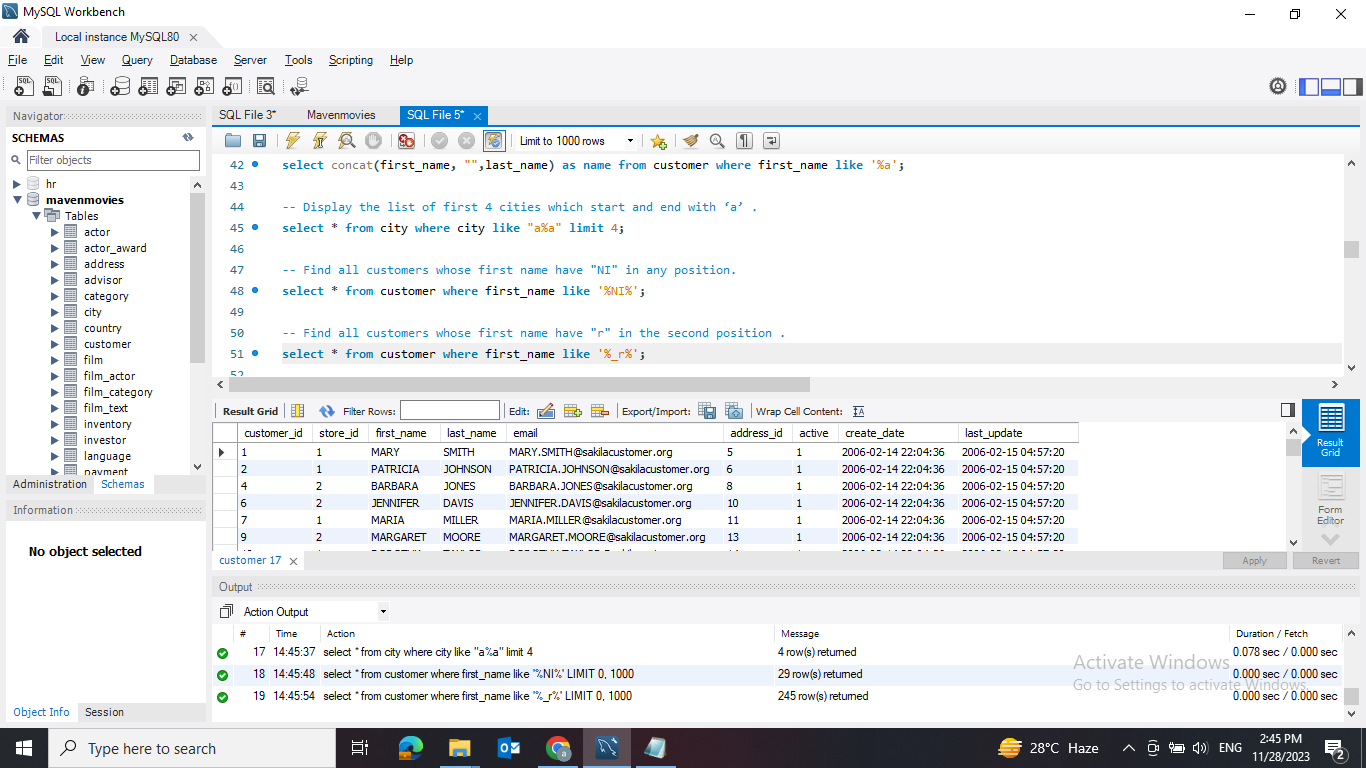 MySQL Workbench
Local instance MySQL80
File Edit View Query Database Server Tools Scripting Help
Navigator
SCHEMAS
Filter objects
hr
mavenmovies
Tables
actor
actor_award
address
advisor
category
city
country
customer
film
film_actor
film_category
film_text
inventory
investor
language
payment
Administration Schemas
Information
No object selected
Object Info Session
SQL File 3* Mavenmovies SQL File 5*
Limit to 1000 rows
42 select concat(first_name, "",last_name) as name from customer where first_name like '%a';
43
44 -- Display the list of first 4 cities which start and end with ‘a’ .
45 select * from city where city like "a%a" limit 4;
46
47 -- Find all customers whose first name have "NI" in any position.
48 select * from customer where first_name like '%NI%';
49
50 -- Find all customers whose first name have "r" in the second position .
51 select * from customer where first_name like '%_r%';
52
Result Grid Filter Rows: Edit: Export/Import: Wrap Cell Content:
customer_id store_id first_name last_name email address_id active create_date last_update
1 1 MARY SMITH MARY.SMITH@sakilacustomer.org 5 1 2006-02-14 22:04:36 2006-02-15 04:57:20
2 1 PATRICIA JOHNSON PATRICIA.JOHNSON@sakilacustomer.org 6 1 2006-02-14 22:04:36 2006-02-15 04:57:20
4 2 BARBARA JONES BARBARA.JONES@sakilacustomer.org 8 1 2006-02-14 22:04:36 2006-02-15 04:57:20
6 2 JENNIFER DAVIS JENNIFER.DAVIS@sakilacustomer.org 10 1 2006-02-14 22:04:36 2006-02-15 04:57:20
7 1 MARIA MILLER MARIA.MILLER@sakilacustomer.org 11 1 2006-02-14 22:04:36 2006-02-15 04:57:20
9 2 MARGARET MOORE MARGARET.MOORE@sakilacustomer.org 13 1 2006-02-14 22:04:36 2006-02-15 04:57:20
Result
Grid
Form
Editor
customer 17
Apply Revert
Output
Action Output
# Time Action Message Duration / Fetch
17 14:45:37 select * from city where city like "a%a" limit 4 4 row(s) returned 0.078 sec / 0.000 sec
18 14:45:48 select * from customer where first_name like '%NI%' LIMIT 0, 1000 29 row(s) returned 0.000 sec / 0.000 sec
19 14:45:54 select * from customer where first_name like '%_r%' LIMIT 0, 1000 245 row(s) returned 0.000 sec / 0.000 sec
Activate Windows
Go to Settings to activate Windows.
Type here to search
28°C Haze
ENG
2:45 PM
11/28/2023
2